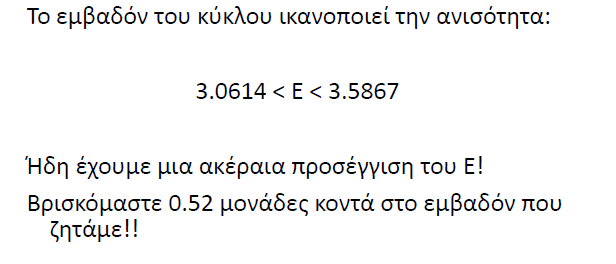 Το εμβαδόν του κύκλου ικανοποιεί την ανισότητα:
3.0614 < Ε < 3.5867
Ήδη έχουμε μια ακέραια προσέγγιση του Ε!
Βρισκόμαστε 0.52 μονάδες κοντά στο εμβαδόν που
ζητάμε!!